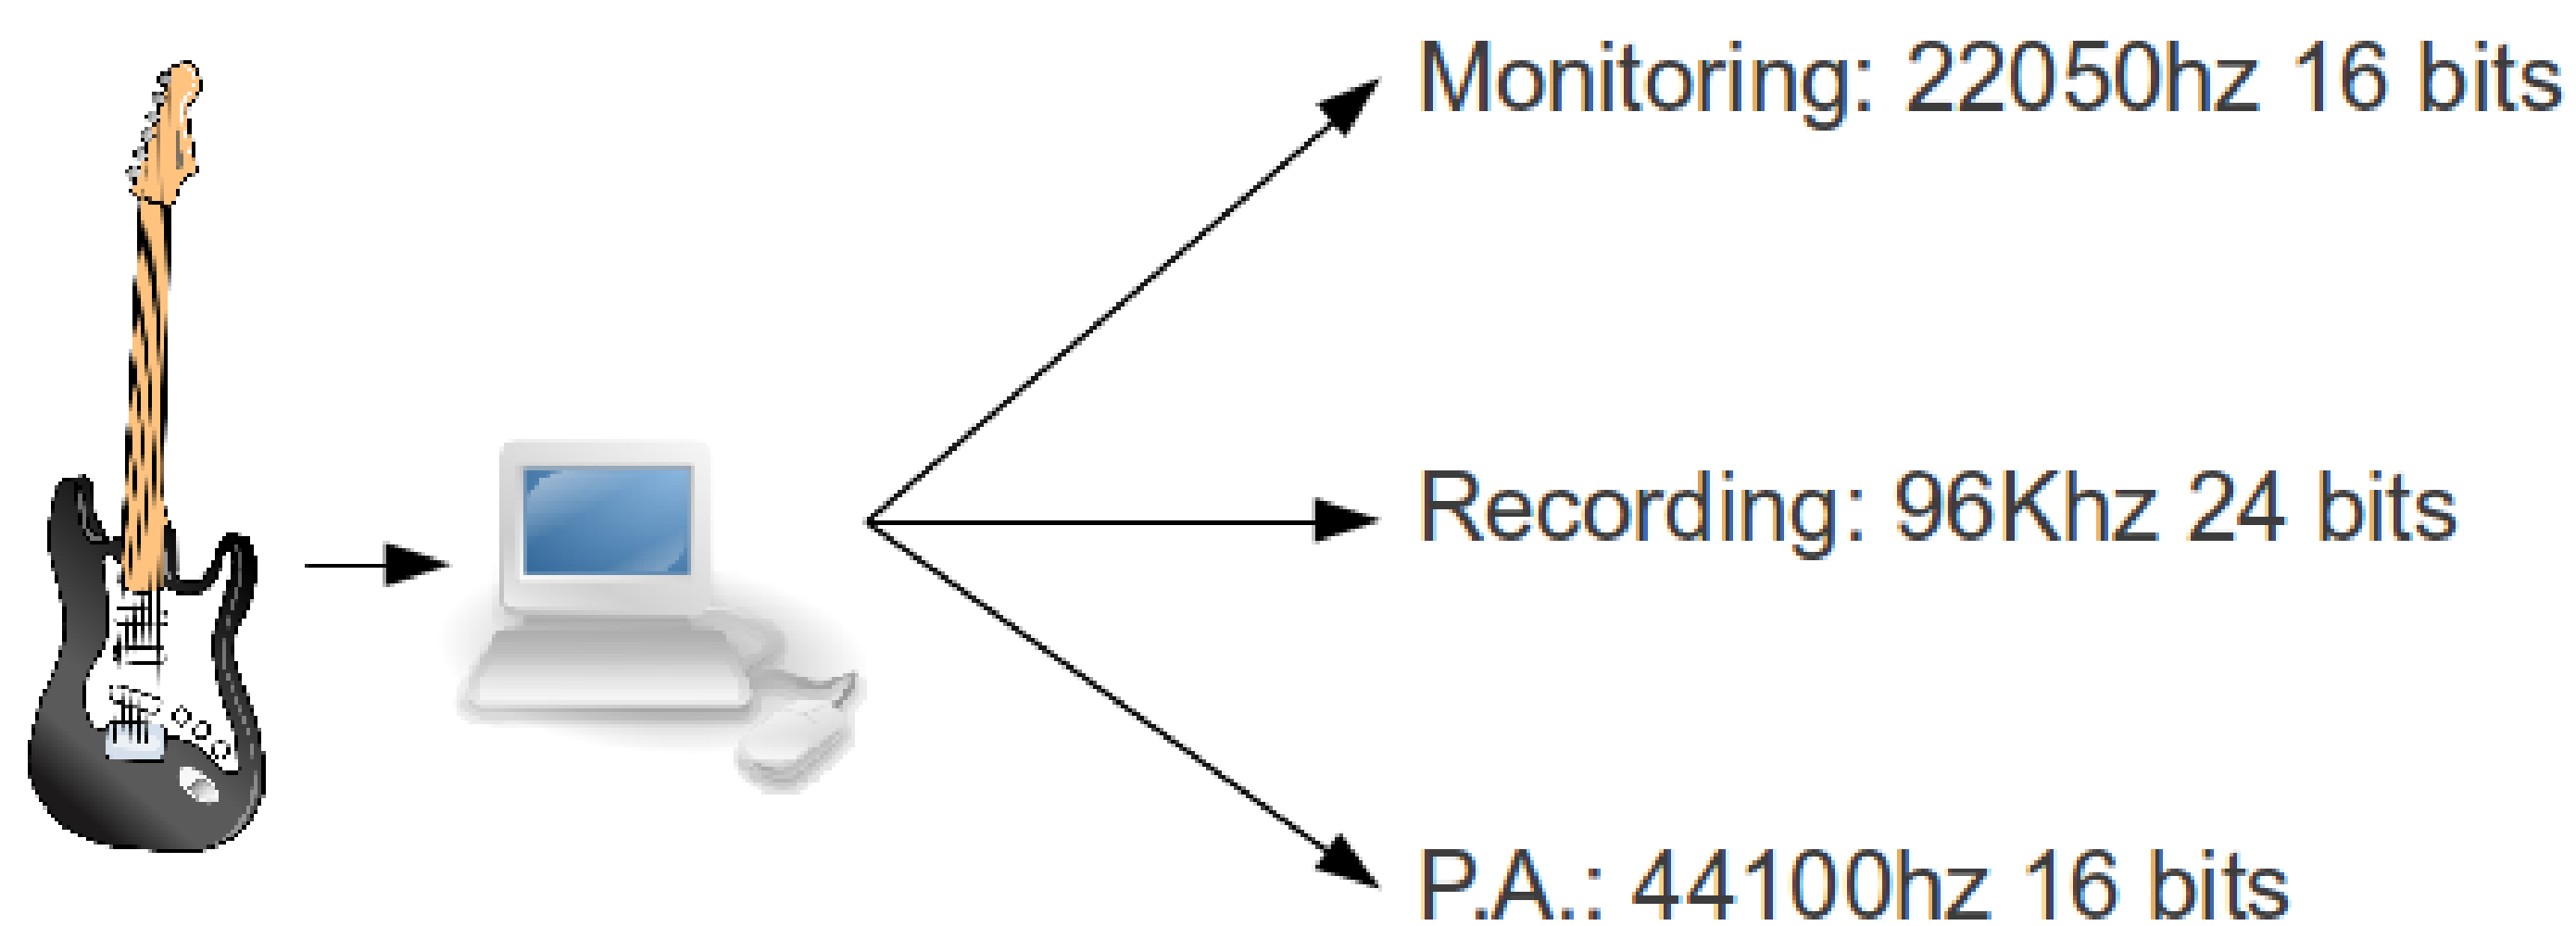 Monitoring: 22050hz 16 bits
Recording: 96Khz 24 bits
P.A.: 44100hz 16 bits